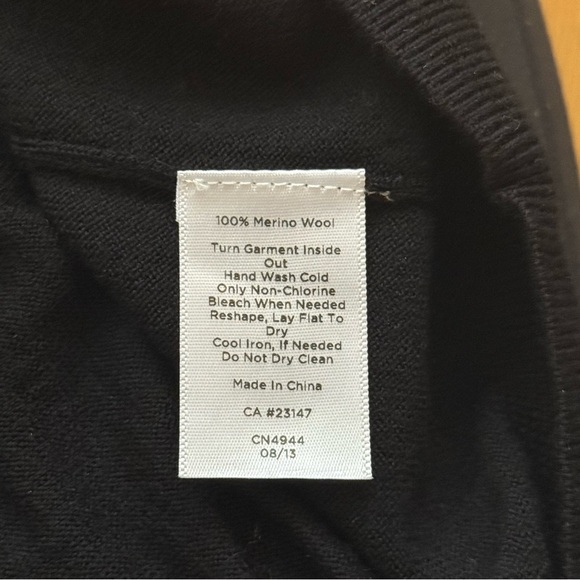 100% Merino Wool
Turn Garment Inside
Out
Hand Wash Cold
Only Non-Chlorine
Bleach When Needed
Reshape, Lay Flat To
Dry
Cool Iron, If Needed
Do Not Dry Clean
Made In China
CA #23147
CN4944
08/13